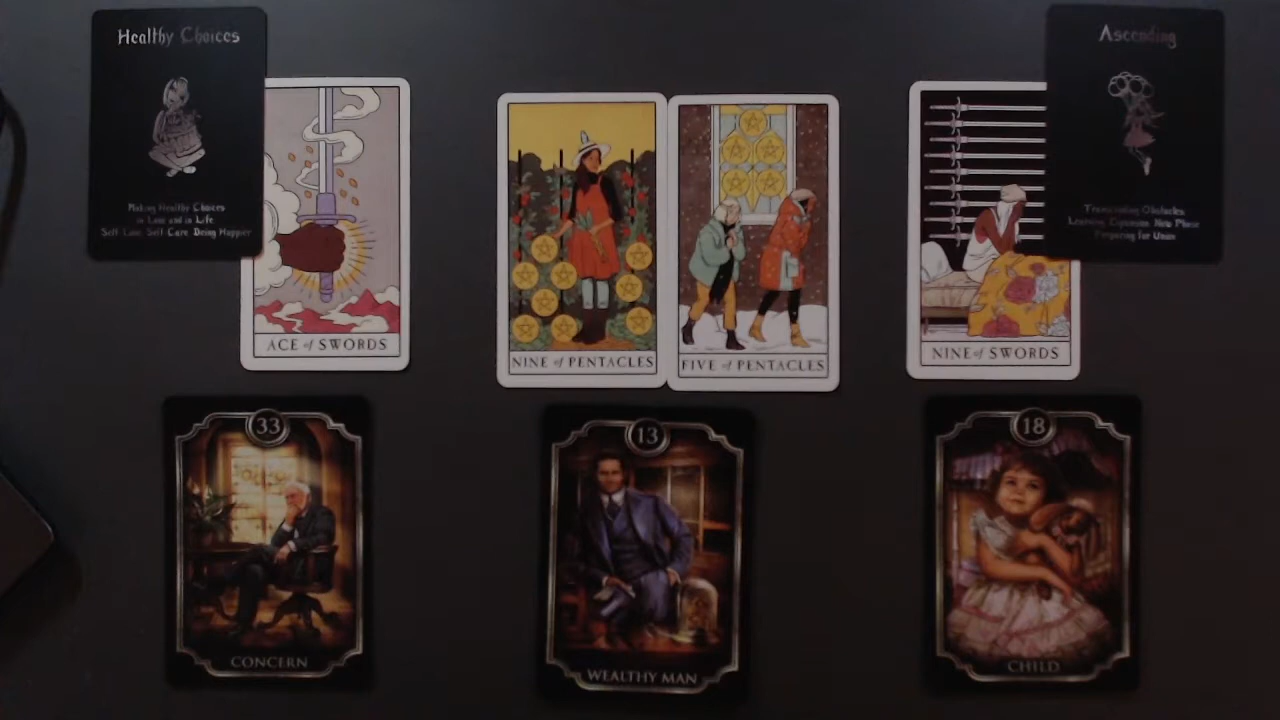 Healthy Choices
Making Healthy Choices
in Love and in Life
Self-Love Self-Care Being Happier
ACE of SWORDS
NINE of PENTACLES
FIVE of PENTACLES
NINE of SWORDS
Ascending
Transcending Obstacles
Learning Expansion New Phase
Preparing for Union
33
CONCERN
13
WEALTHY MAN
18
CHILD